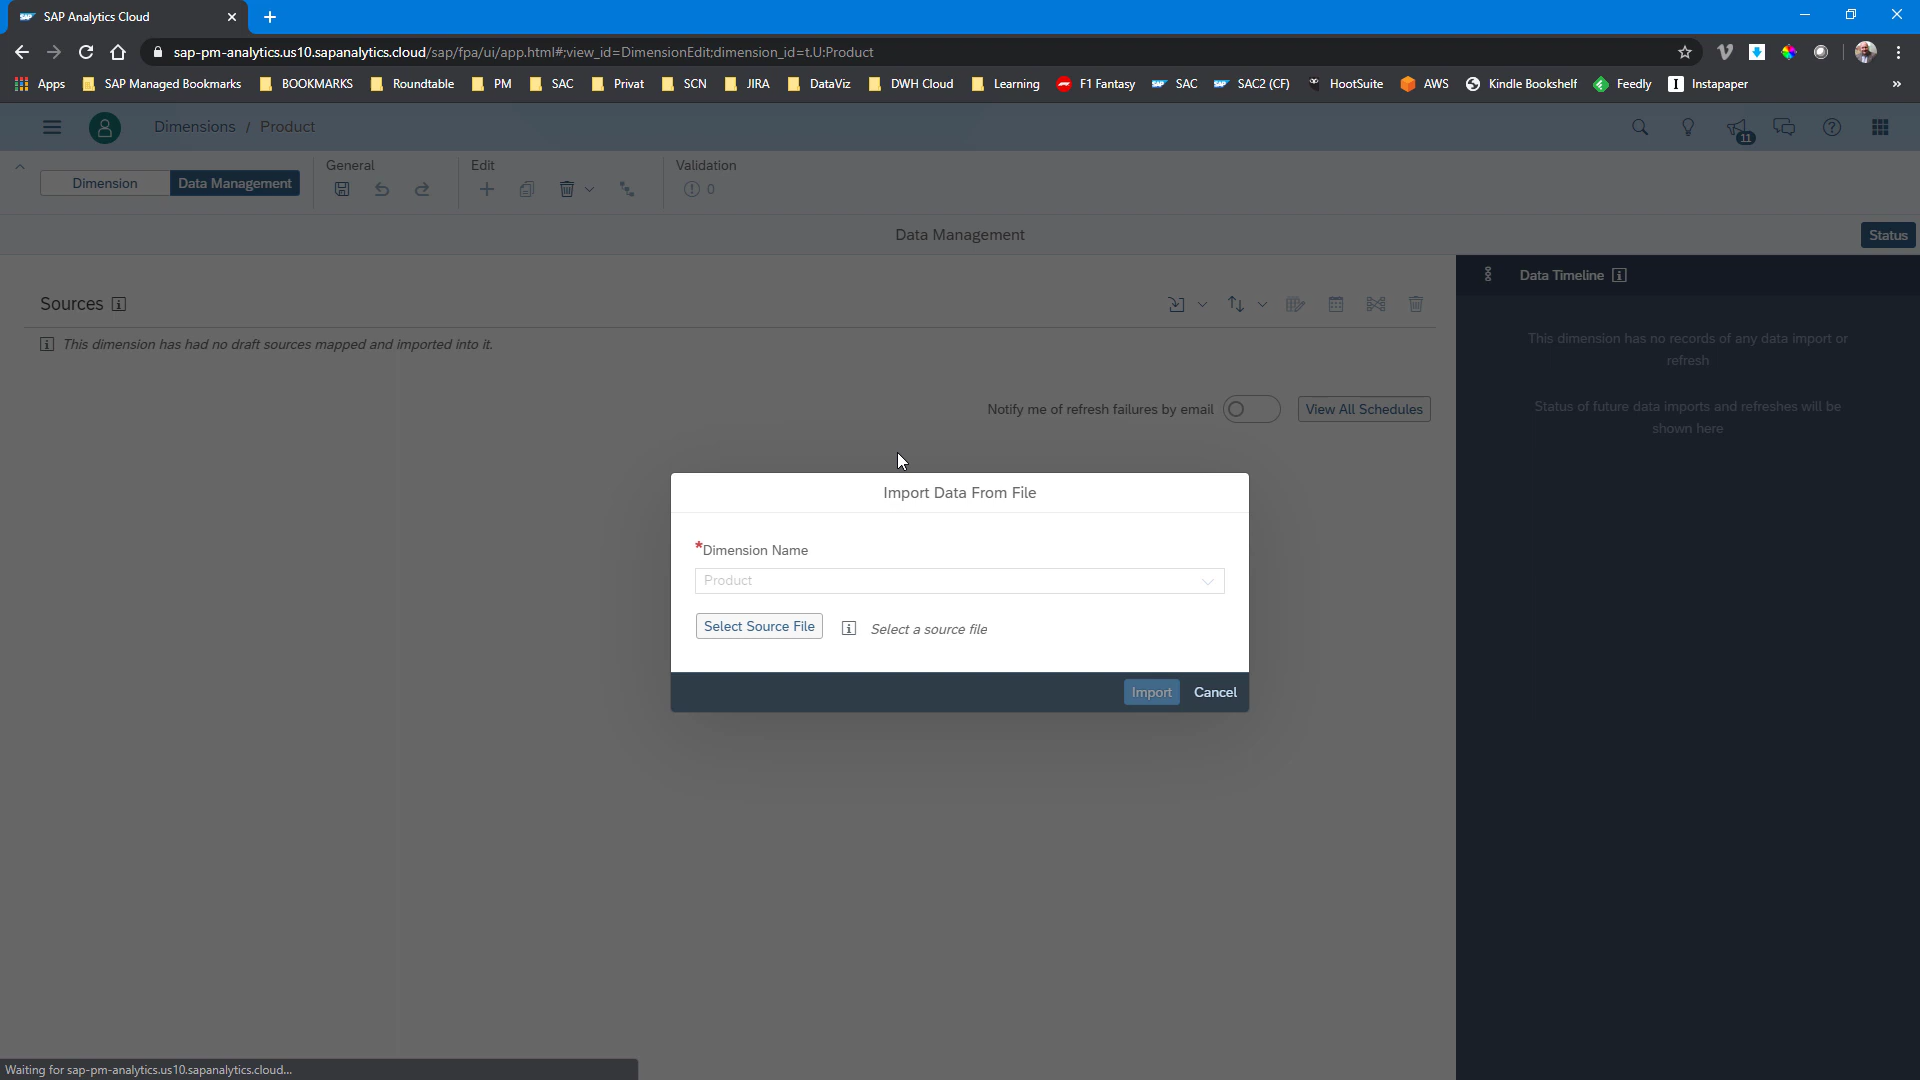 SAP Analytics Cloud
sap-pm-analytics.us10.sapanalytics.cloud/sap/fpa/ui/app.html#;view_id=DimensionEdit;dimension_id=t.U:Product
Apps SAP Managed Bookmarks BOOKMARKS Roundtable PM SAC Privat SCN JIRA DataViz DWH Cloud Learning F1 Fantasy SAC SAC2 (CF) HootSuite AWS Kindle Bookshelf Feedly Instapaper »
Dimensions / Product
11
General Edit Validation
Dimension Data Management 0
Data Management
Status
Sources
Data Timeline
This dimension has had no draft sources mapped and imported into it.
This dimension has no records of any data import or
refresh
Status of future data imports and refreshes will be
shown here
Notify me of refresh failures by email View All Schedules
Import Data From File
*Dimension Name
Product
Select Source File Select a source file
Import Cancel
Waiting for sap-pm-analytics.us10.sapanalytics.cloud...